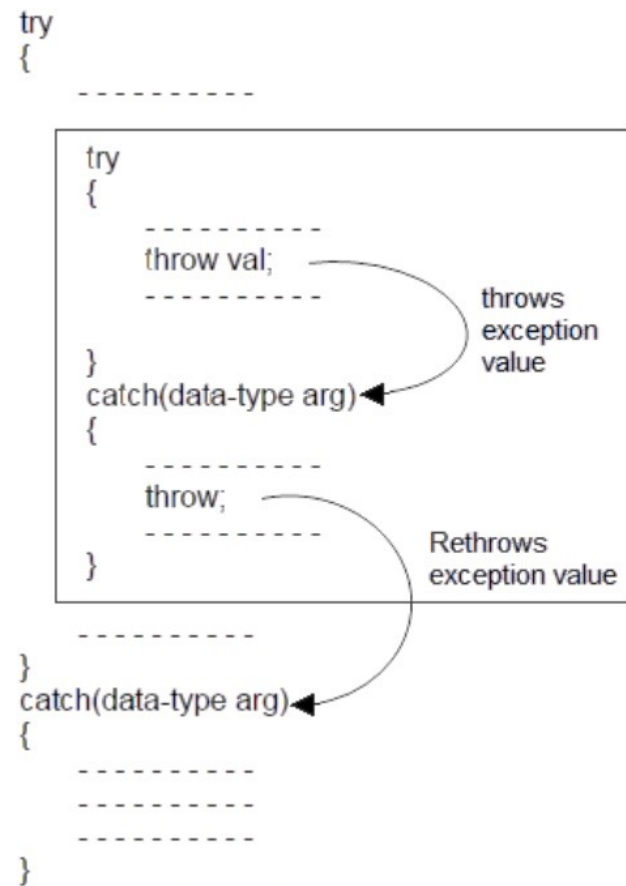 try
{
- - - - - - - - - -
try
{
- - - - - - - - - -
throw val;
- - - - - - - - - -
throws
exception
value
}
catch(data-type arg)
{
- - - - - - - - - -
throw;
- - - - - - - - - -
Rethrows
exception value
}
- - - - - - - - - -
}
catch(data-type arg)
{
- - - - - - - - - -
- - - - - - - - - -
- - - - - - - - - -
}